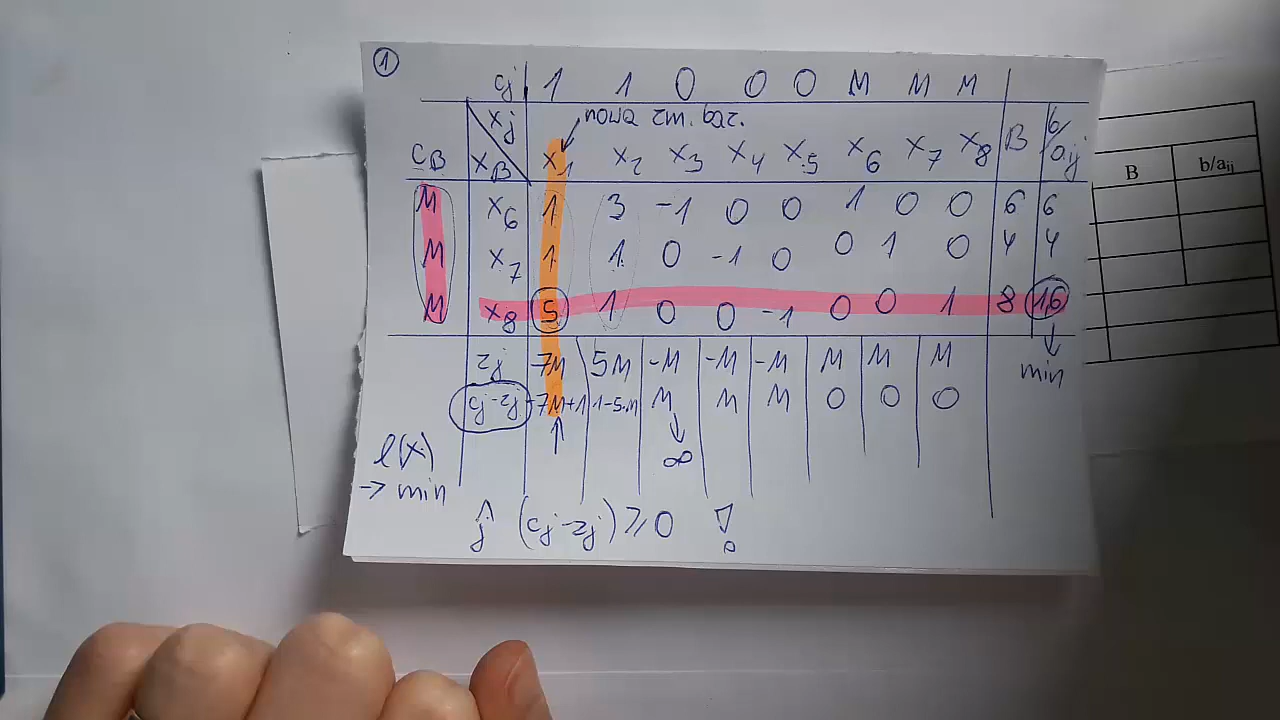 1
cj 1 1 0 0 0 M M M
xj nowa zm. baz. b/
cB xB x1 x2 x3 x4 x5 x6 x7 x8 B aij
M x6 1 3 -1 0 0 1 0 0 6 6
M x7 1 1 0 -1 0 0 1 0 4 4
M x8 5 1 0 0 -1 0 0 1 8 1,6
zj 7M 5M -M -M -M M M M min
cj-zj -7M+1 1-5M M M M 0 0 0
∞
l(x)
→ min
^
j (cj-zj) ≥ 0 !
B b/aij